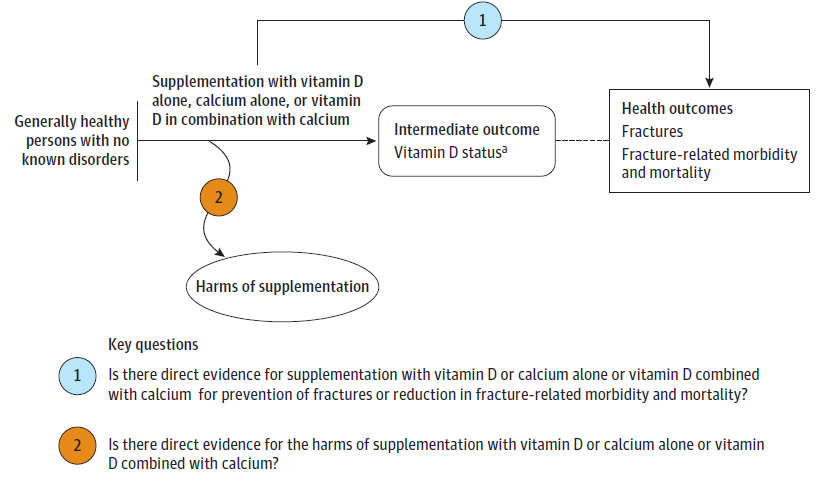 1
Supplementation with vitamin D
alone, calcium alone, or vitamin
D in combination with calcium
Generally healthy
persons with no
known disorders
Intermediate outcome
Vitamin D statusᵃ
Health outcomes
Fractures
Fracture-related morbidity
and mortality
2
Harms of supplementation
Key questions
1 Is there direct evidence for supplementation with vitamin D or calcium alone or vitamin D combined
with calcium for prevention of fractures or reduction in fracture-related morbidity and mortality?
2 Is there direct evidence for the harms of supplementation with vitamin D or calcium alone or vitamin
D combined with calcium?